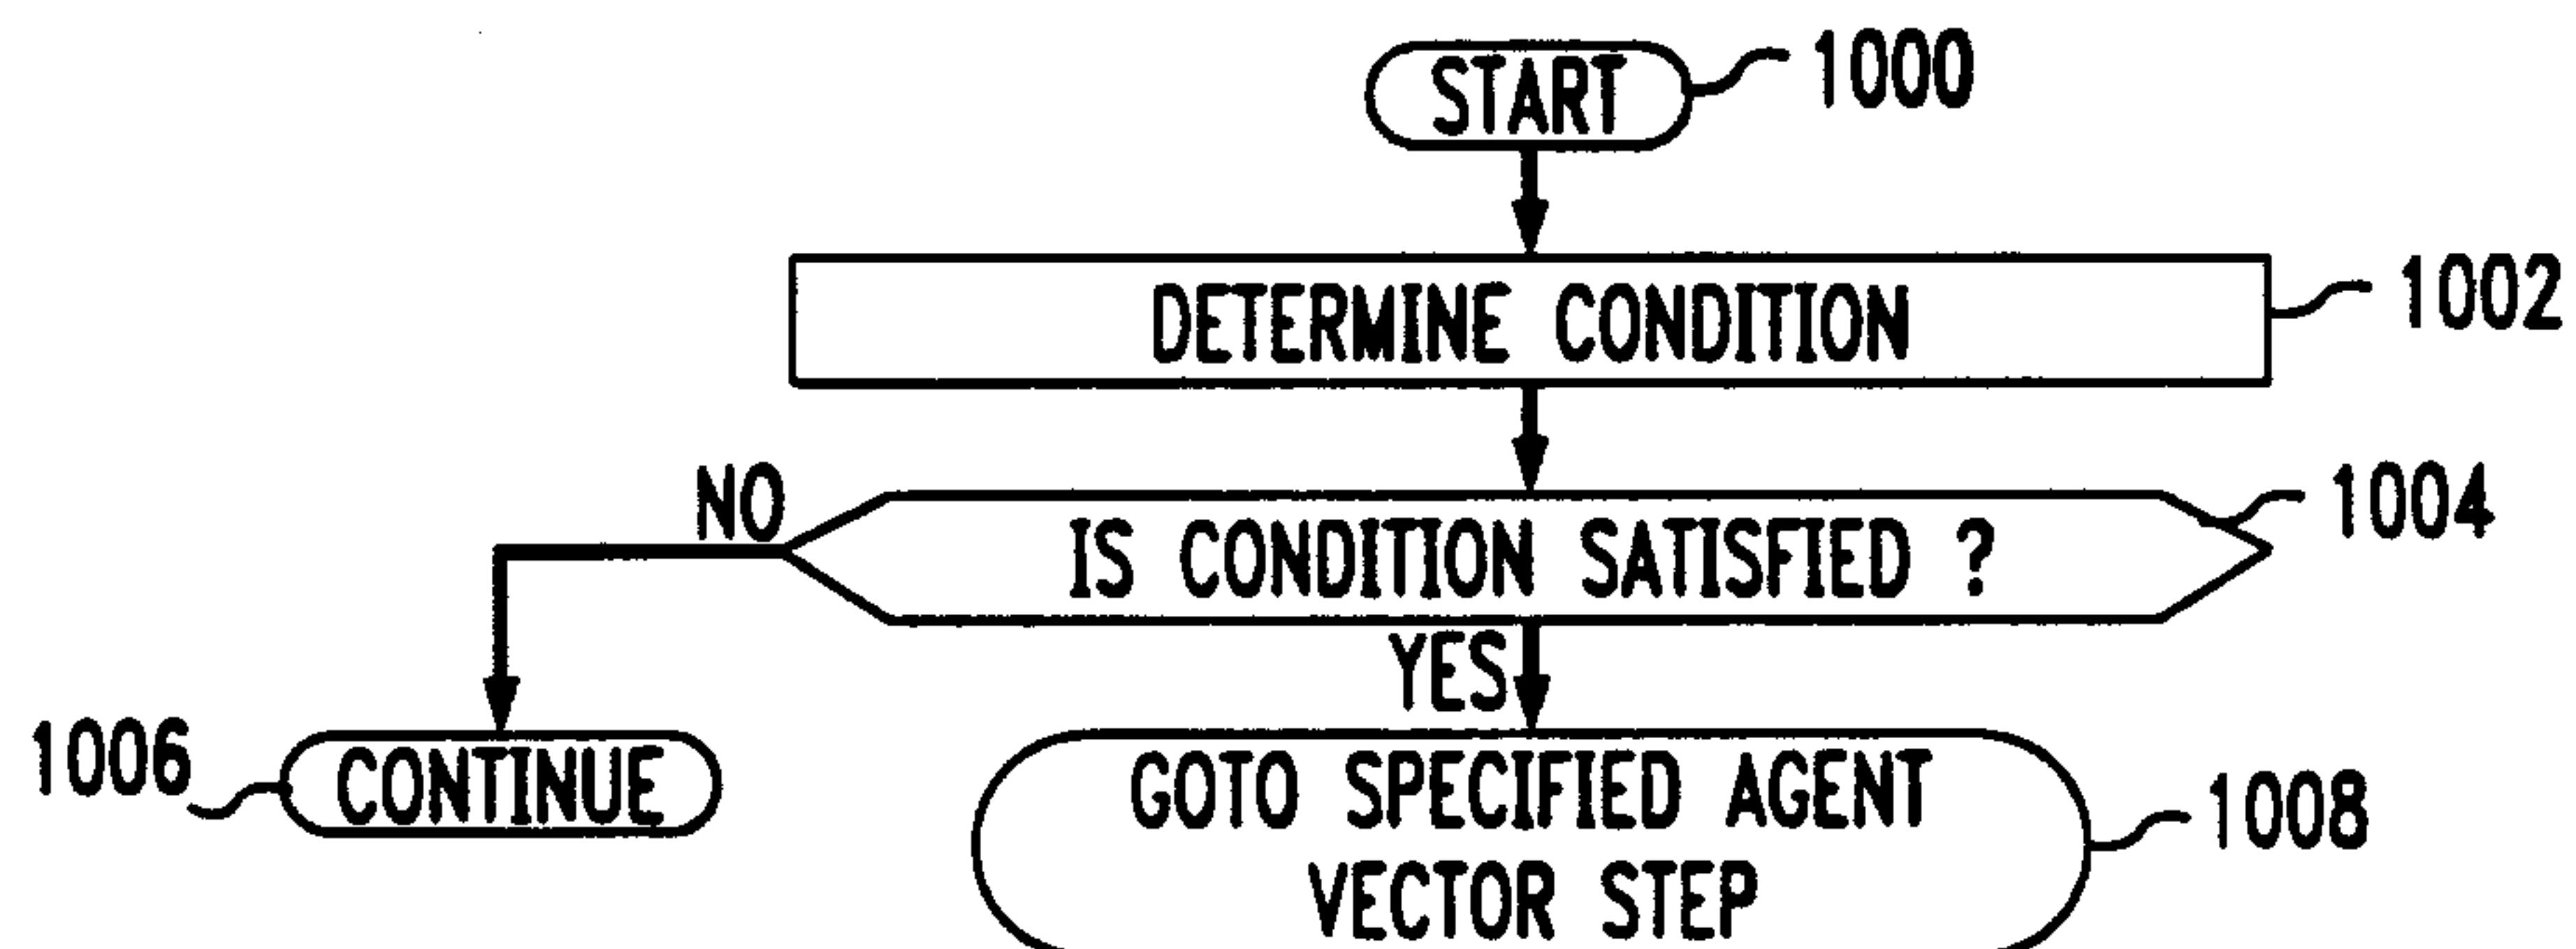 START
1000
DETERMINE CONDITION
1002
IS CONDITION SATISFIED ?
1004
NO
YES
1006
CONTINUE
GOTO SPECIFIED AGENT
VECTOR STEP
1008